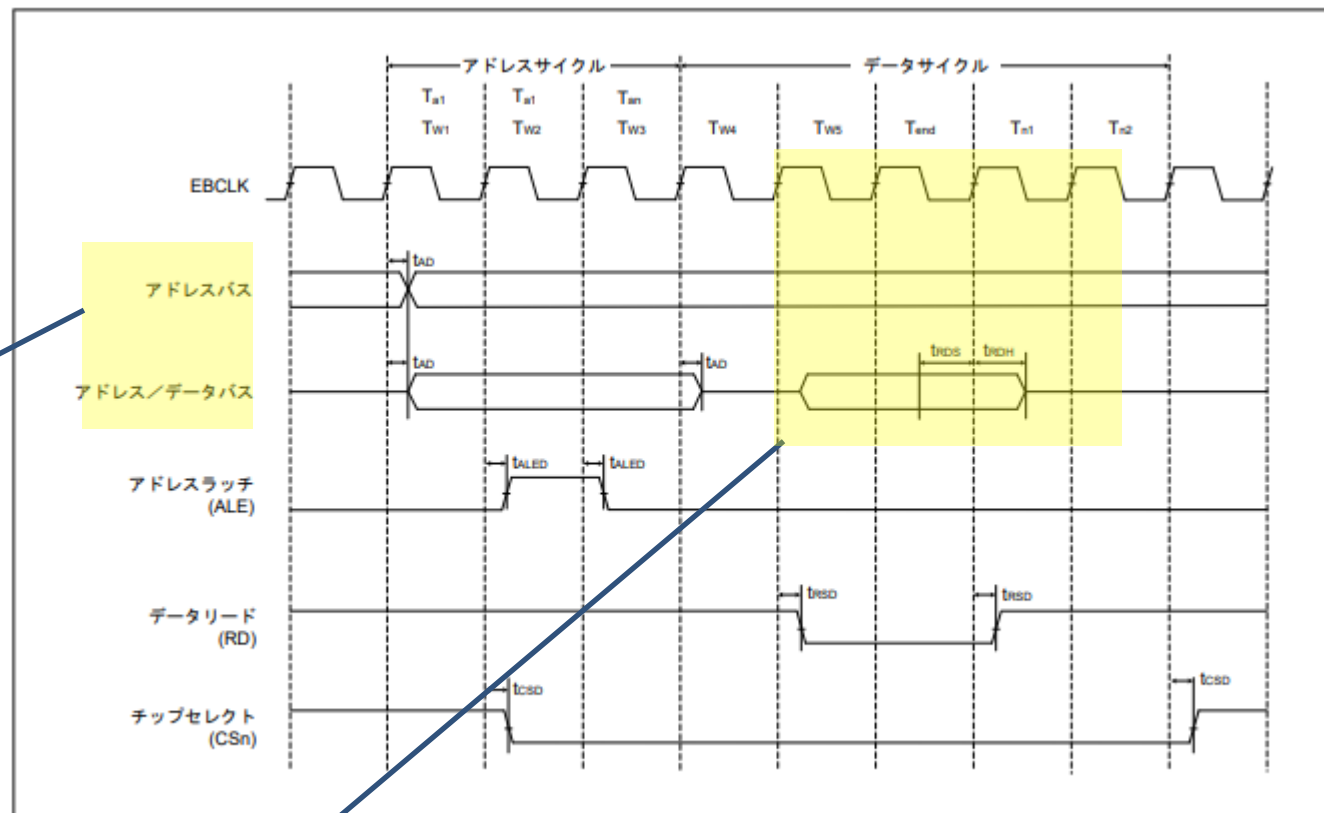 アドレスサイクル データサイクル
Ta1 Ta1 Tan
TW1 TW2 TW3 TW4 TW5 Tend Tn1 Tn2
EBCLK
tAD
アドレスバス
tAD tAD tRDS tRDH
アドレス/データバス
tALED tALED
アドレスラッチ
(ALE)
tRSD tRSD
データリード
(RD)
tCSD tCSD
チップセレクト
(CSn)